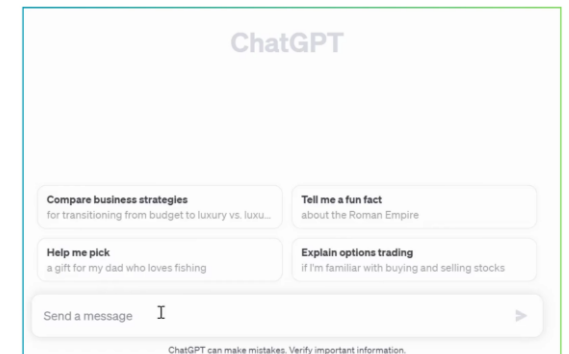 ChatGPT
Compare business strategies
for transitioning from budget to luxury vs. luxu...
Tell me a fun fact
about the Roman Empire
Help me pick
a gift for my dad who loves fishing
Explain options trading
if I'm familiar with buying and selling stocks
Send a message
ChatGPT can make mistakes. Verify important information.